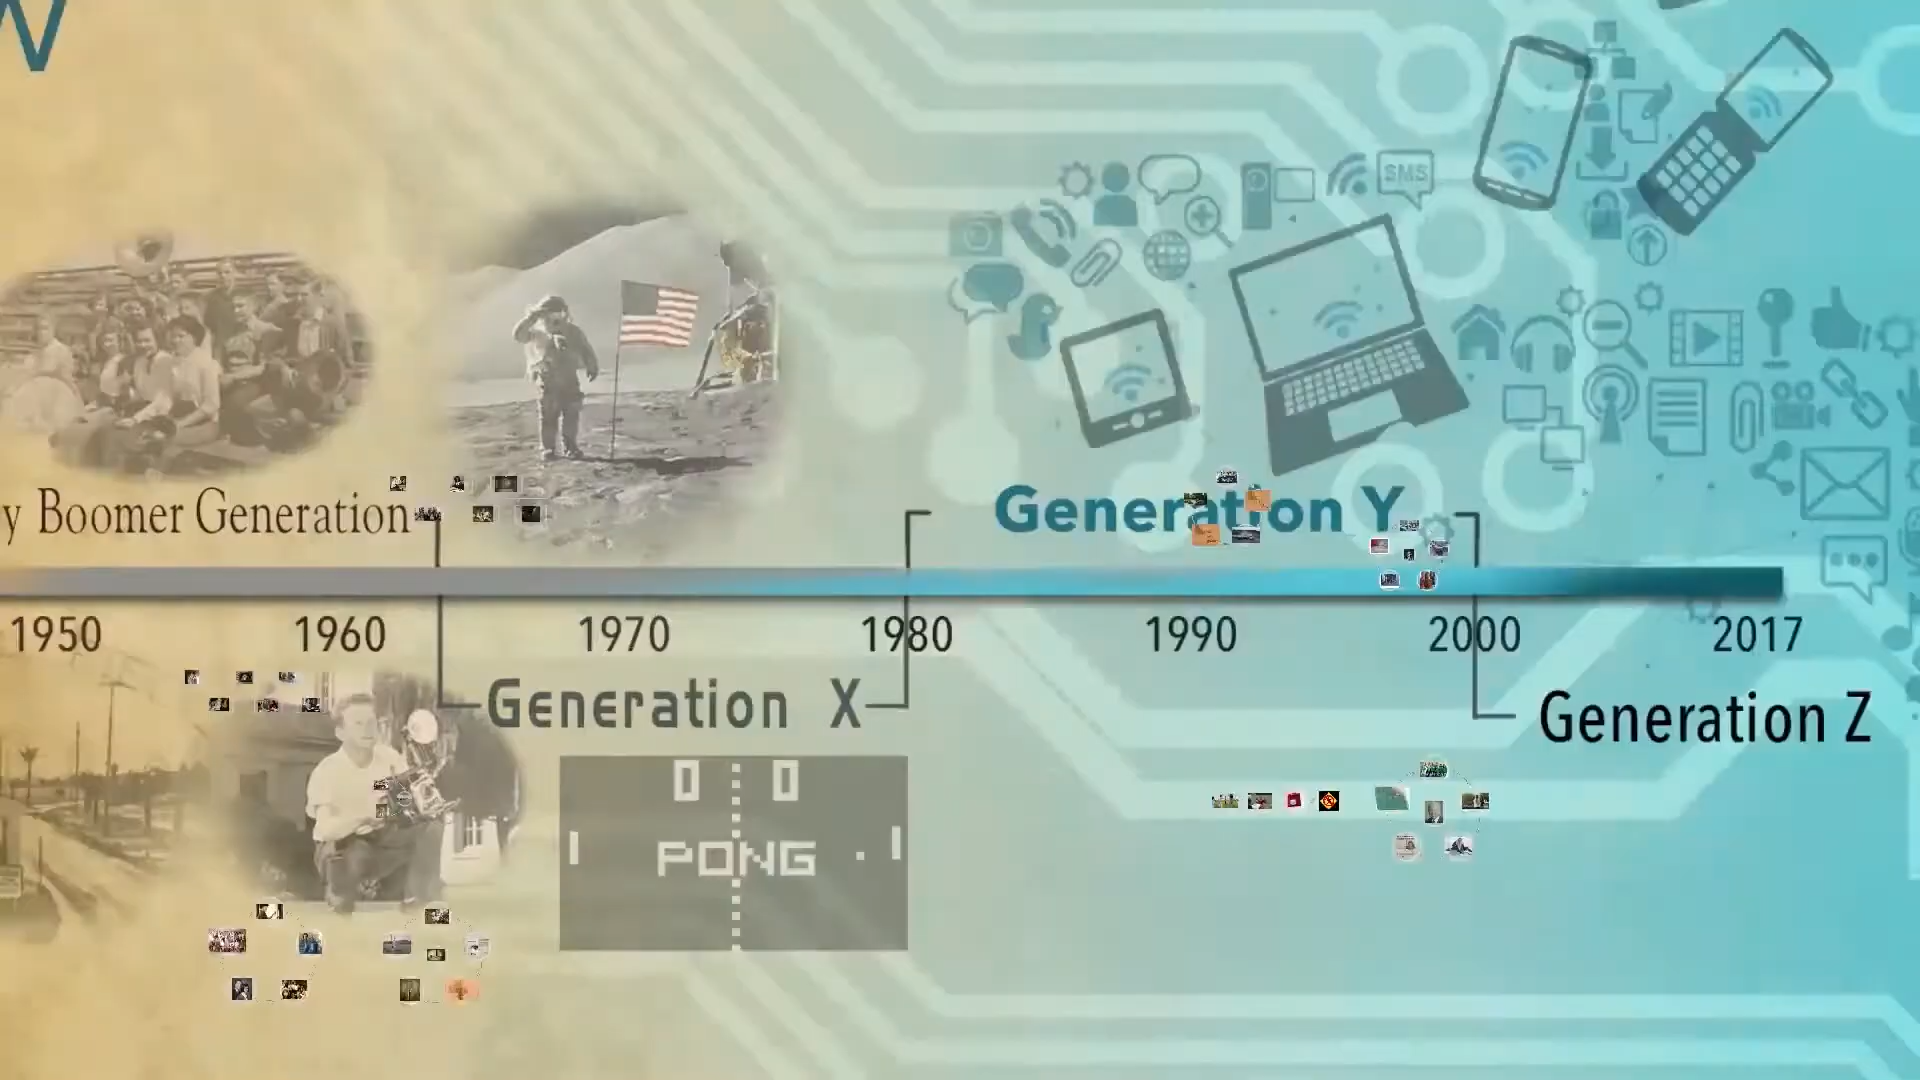 W
SMS
y Boomer Generation
Generation Y
1950 1960 1970 1980 1990 2000 2017
Generation X
Generation Z
0 0
PONG